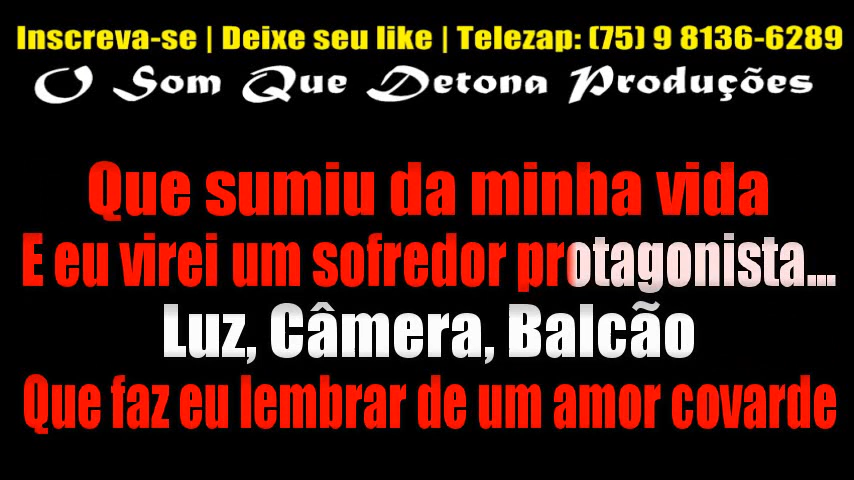 Inscreva-se | Deixe seu like | Telezap: (75) 9 8136-6289
O Som Que Detona Produções
Que sumiu da minha vida
E eu virei um sofredor protagonista...
Luz, Câmera, Balcão
Que faz eu lembrar de um amor covarde